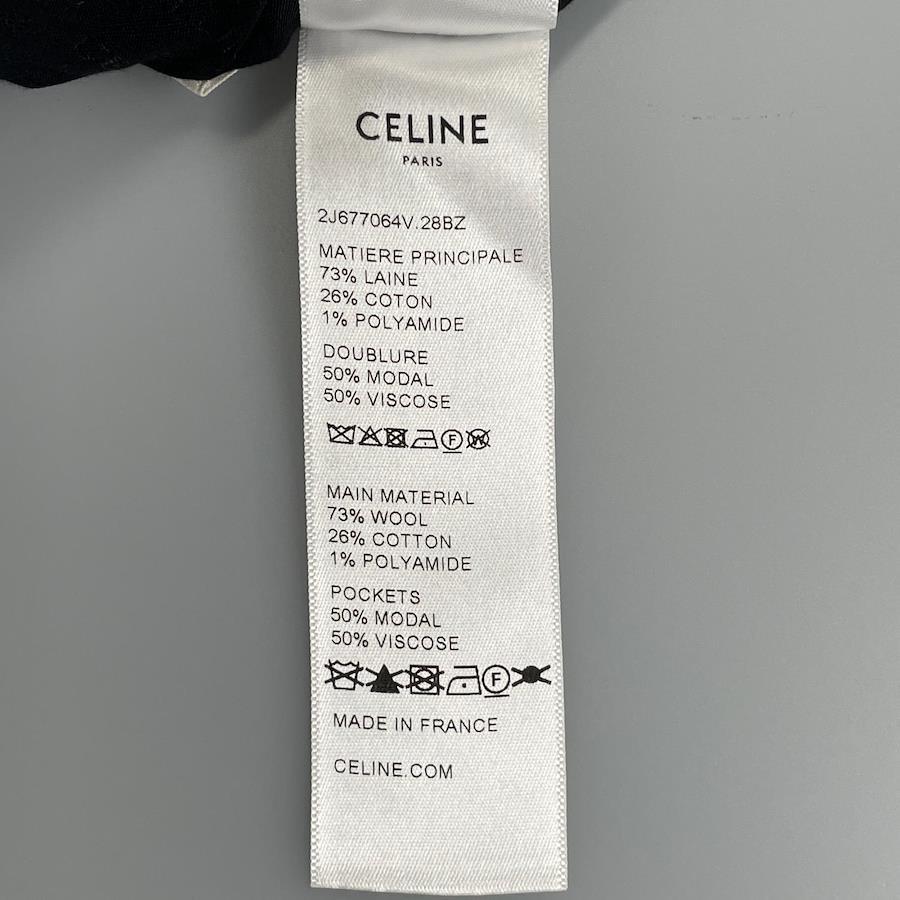 CELINE
PARIS
2J677064V.28BZ
MATIERE PRINCIPALE
73% LAINE
26% COTON
1% POLYAMIDE
DOUBLURE
50% MODAL
50% VISCOSE
F W
MAIN MATERIAL
73% WOOL
26% COTTON
1% POLYAMIDE
POCKETS
50% MODAL
50% VISCOSE
F
MADE IN FRANCE
CELINE.COM